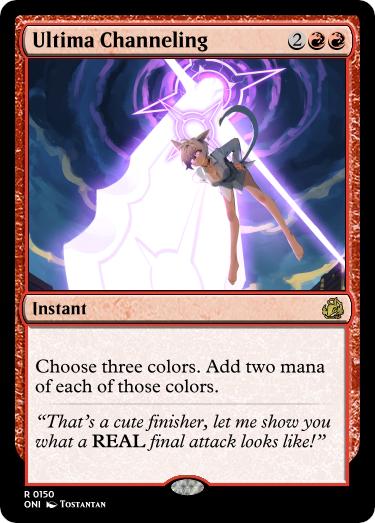 Ultima Channeling 2
Instant
Choose three colors. Add two mana
of each of those colors.
“That’s a cute finisher, let me show you
what a REAL final attack looks like!”
R 0150
ONI Tostantan